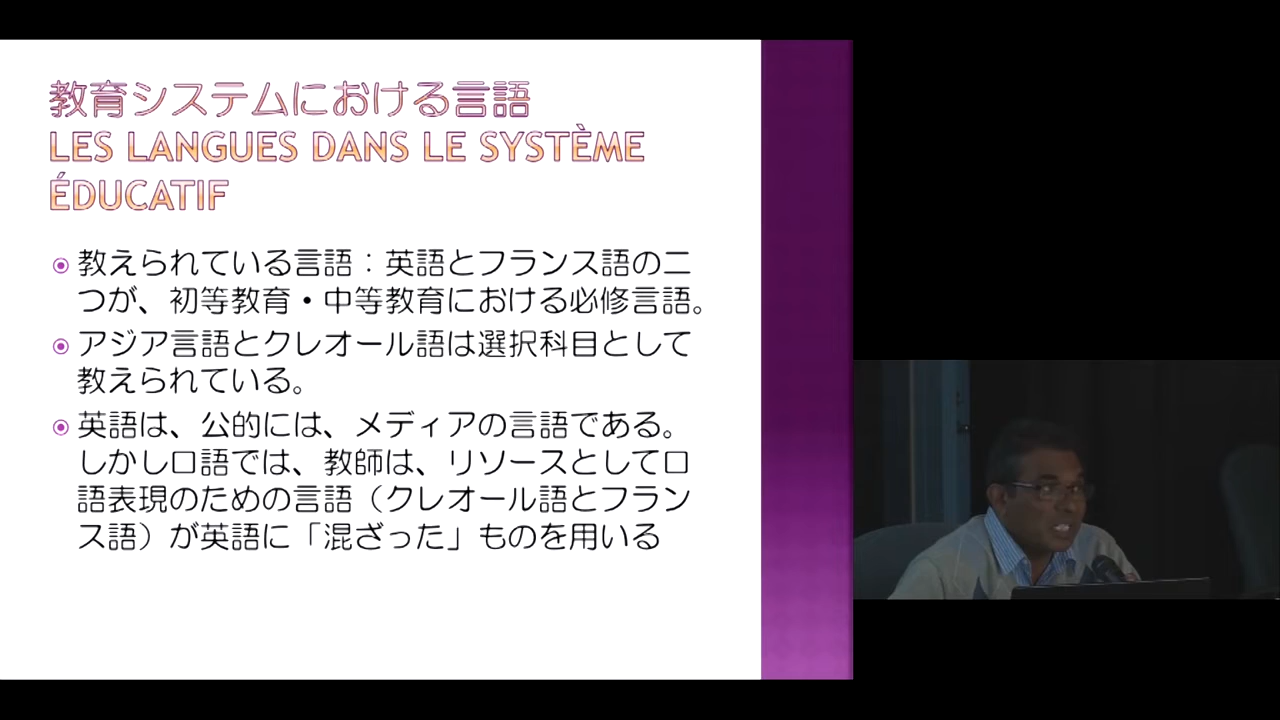 教育システムにおける言語
LES LANGUES DANS LE SYSTÈME
ÉDUCATIF
教えられている言語：英語とフランス語の二
つが、初等教育・中等教育における必修言語。
アジア言語とクレオール語は選択科目として
教えられている。
英語は、公的には、メディアの言語である。
しかし口語では、教師は、リソースとして口
語表現のための言語（クレオール語とフラン
ス語）が英語に「混ざった」ものを用いる